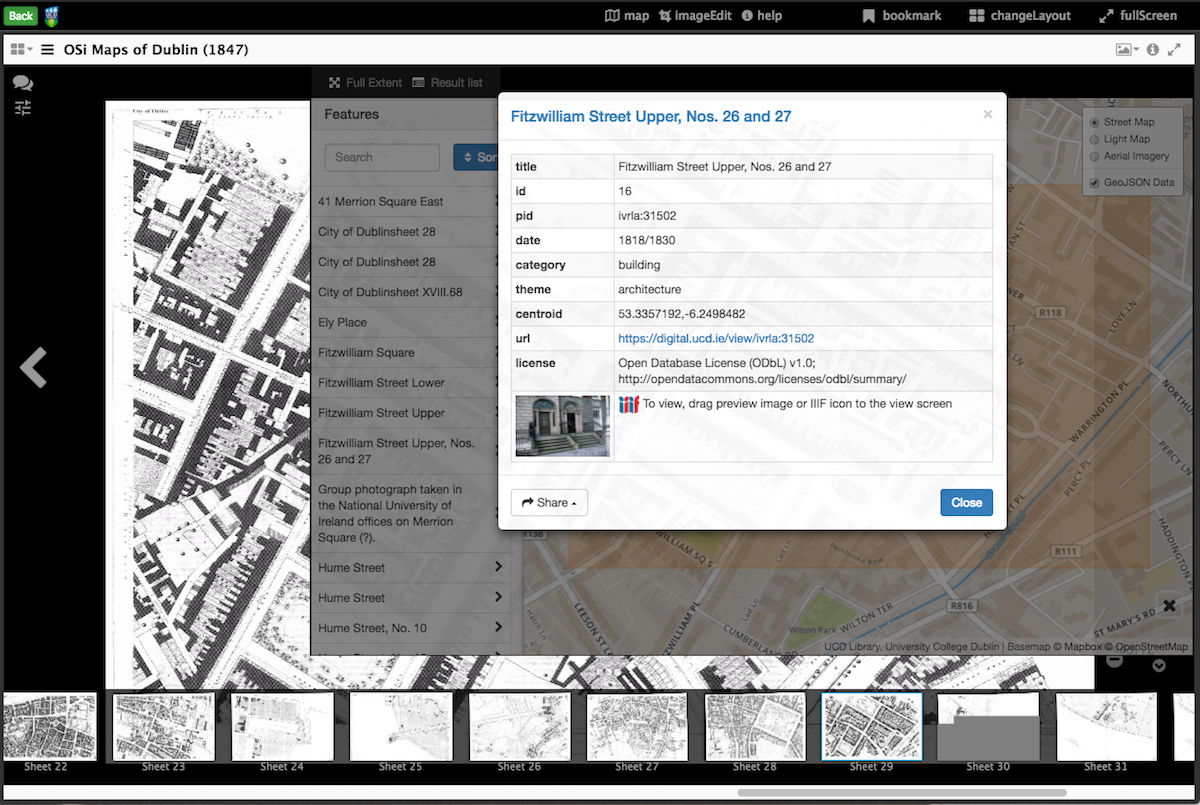 Back map imageEdit help bookmark changeLayout fullScreen
OSi Maps of Dublin (1847)
Full Extent Result list
Features
Search
41 Merrion Square East
City of Dublinsheet 28
City of Dublinsheet 28
City of Dublinsheet XVIII.68
Ely Place
Fitzwilliam Square
Fitzwilliam Street Lower
Fitzwilliam Street Upper
Fitzwilliam Street Upper, Nos.
26 and 27
Group photograph taken in
the National University of
Ireland offices on Merrion
Square (?).
Hume Street
Hume Street
Hume Street, No. 10
Fitzwilliam Street Upper, Nos. 26 and 27
×
title Fitzwilliam Street Upper, Nos. 26 and 27
id 16
pid ivrla:31502
date 1818/1830
category building
theme architecture
centroid 53.3357192,-6.2498482
url https://digital.ucd.ie/view/ivrla:31502
license Open Database License (ODbL) v1.0;
http://opendatacommons.org/licenses/odbl/summary/
iiif To view, drag preview image or IIIF icon to the view screen
Share
Close
Street Map
Light Map
Aerial Imagery
GeoJSON Data
R118
LOVE LN
WARRINGTON PL
PERCY PL
PERCY LN
HADDINGTON
R111
R816
Lad Ln
Lad Ln
Pembroke Row
Wilton Park
WILTON TER
LEESON ST
CUMBERLAND RD
Hatch Ln
ST MARY'S RD
UCD Library, University College Dublin | Basemap © Mapbox © OpenStreetMap
Sheet 22
Sheet 23
Sheet 24
Sheet 25
Sheet 26
Sheet 27
Sheet 28
Sheet 29
Sheet 30
Sheet 31